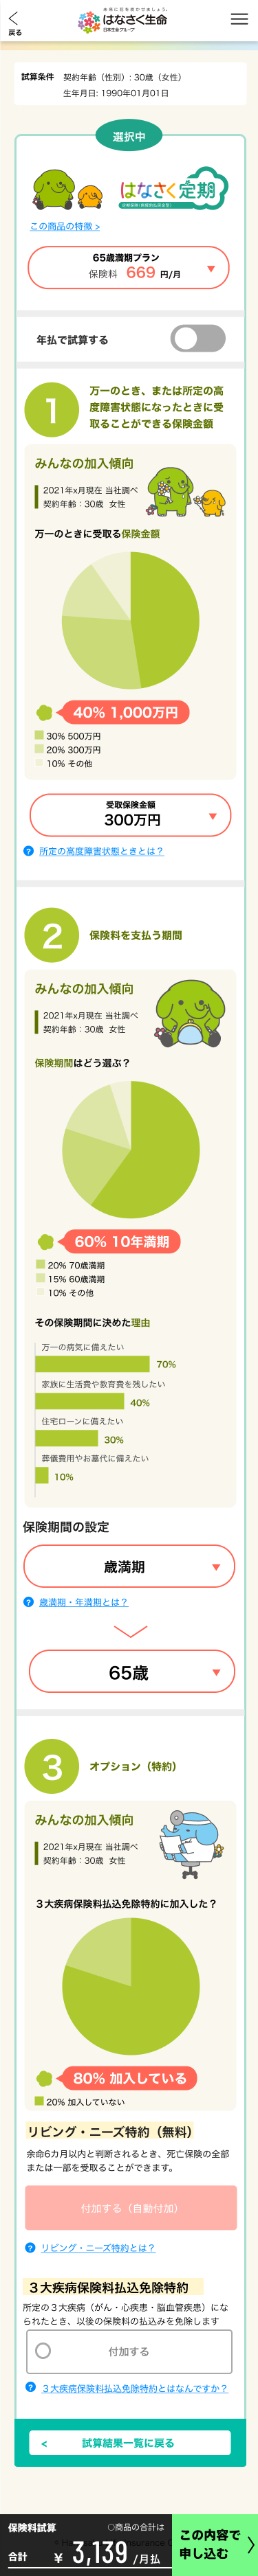 戻る
未来に花を咲かせましょう。
はなさく生命
日本生命グループ
試算条件 契約年齢（性別）: 30歳（女性）
生年月日: 1990年01月01日
選択中
はなさく定期
この商品の特徴 >
65歳満期プラン
保険料 669 円/月
年払で試算する
1
万一のとき、または所定の高
度障害状態になったときに受
取ることができる保険金額
みんなの加入傾向
2021年x月現在 当社調べ
契約年齢：30歳 女性
万一のときに受取る保険金額
40% 1,000万円
30% 500万円
20% 300万円
10% その他
受取保険金額
300万円
? 所定の高度障害状態ときとは？
2
保険料を支払う期間
みんなの加入傾向
2021年x月現在 当社調べ
契約年齢：30歳 女性
保険期間はどう選ぶ？
60% 10年満期
20% 70歳満期
15% 60歳満期
10% その他
その保険期間に決めた理由
万一の病気に備えたい
70%
家族に生活費や教育費を残したい
40%
住宅ローンに備えたい
30%
葬儀費用やお墓代に備えたい
10%
保険期間の設定
歳満期
? 歳満期・年満期とは？
65歳
3
オプション（特約）
みんなの加入傾向
2021年x月現在 当社調べ
契約年齢：30歳 女性
３大疾病保険料払込免除特約に加入した？
80% 加入している
20% 加入していない
リビング・ニーズ特約（無料）
余命6カ月以内と判断されるとき、死亡保険の全部
または一部を受取ることができます。
付加する（自動付加）
? リビング・ニーズ特約とは？
３大疾病保険料払込免除特約
所定の３大疾病（がん・心疾患・脳血管疾患）にな
られたとき、以後の保険料の払込みを免除します
付加する
? ３大疾病保険料払込免除特約とはなんですか？
< 試算結果一覧に戻る
保険料試算 〇商品の合計は
合計 ¥ 3,139 /月払
この内容で
申し込む